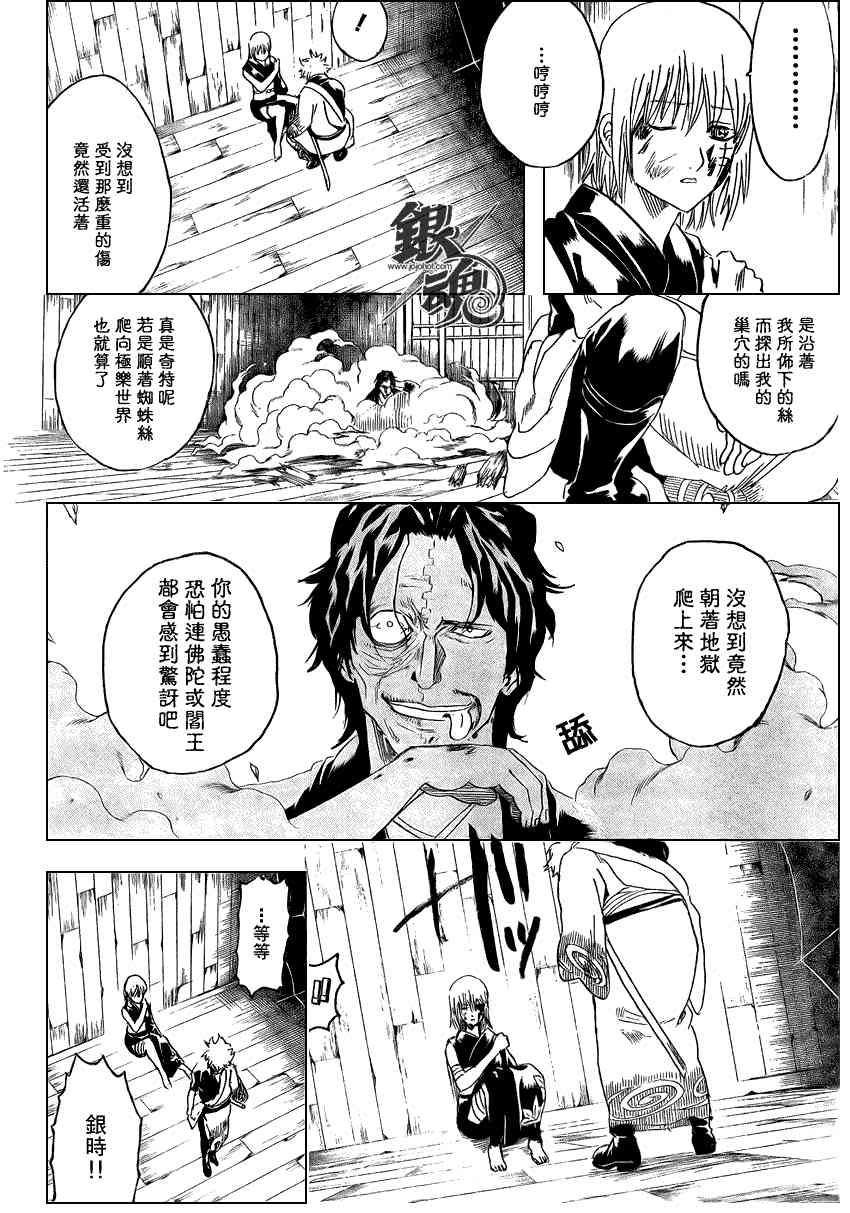 …………
…哼哼哼
!
沒想到
受到那麼重的傷
竟然還活著
銀魂
www.jojohot.com
是沿著
我所佈下的絲
而探出我的
巢穴的嗎
真是奇特呢
若是順著蜘蛛絲
爬向極樂世界
也就算了
沒想到竟然
朝著地獄
爬上來…
你的愚蠢程度
恐怕連佛陀或閻王
都會感到驚訝吧
舔
!!
…等等
銀時!!